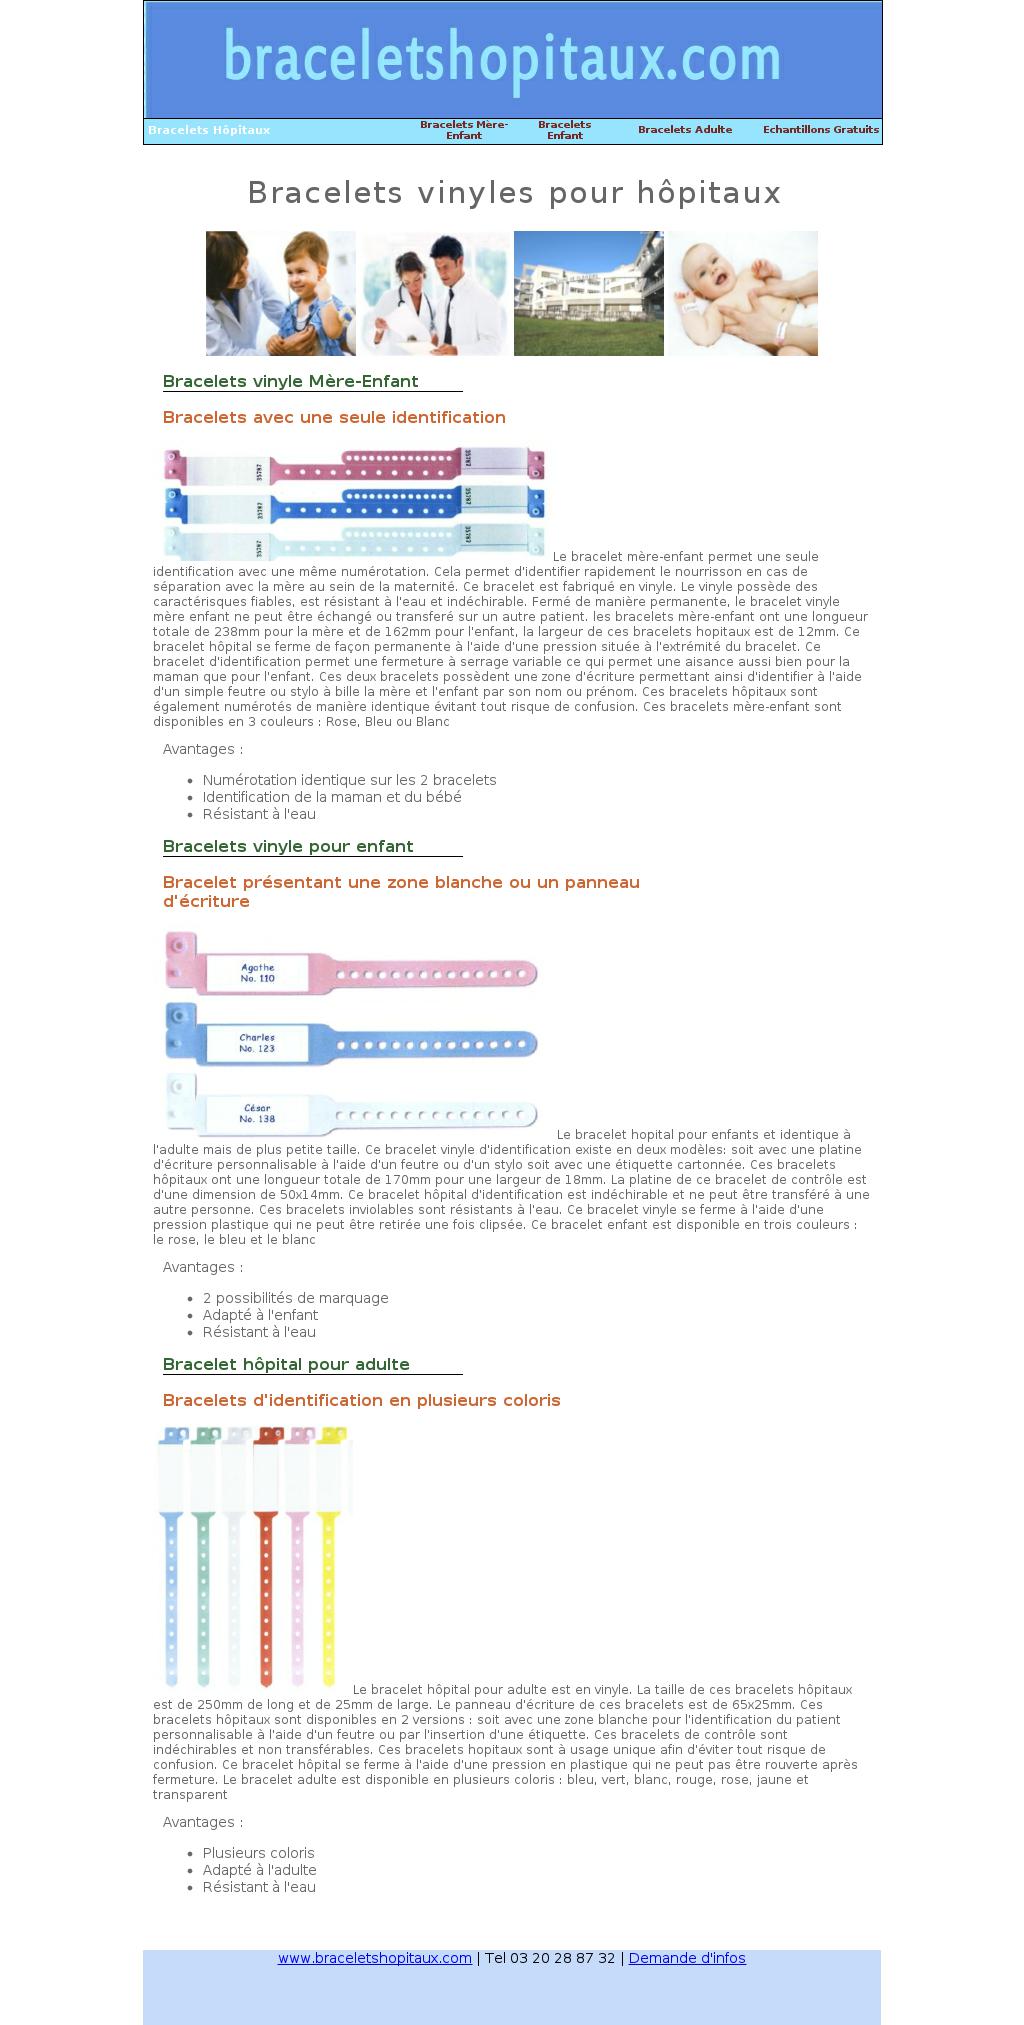 braceletshopitaux.com
Bracelets Hôpitaux
Bracelets Mère-
Enfant
Bracelets
Enfant
Bracelets Adulte
Echantillons Gratuits
Bracelets vinyles pour hôpitaux
Bracelets vinyle Mère-Enfant
Bracelets avec une seule identification
35787 35787
35787 35787
35787 35787
Le bracelet mère-enfant permet une seule
identification avec une même numérotation. Cela permet d'identifier rapidement le nourrisson en cas de
séparation avec la mère au sein de la maternité. Ce bracelet est fabriqué en vinyle. Le vinyle possède des
caractérisques fiables, est résistant à l'eau et indéchirable. Fermé de manière permanente, le bracelet vinyle
mère enfant ne peut être échangé ou transferé sur un autre patient. les bracelets mère-enfant ont une longueur
totale de 238mm pour la mère et de 162mm pour l'enfant, la largeur de ces bracelets hopitaux est de 12mm. Ce
bracelet hôpital se ferme de façon permanente à l'aide d'une pression située à l'extrémité du bracelet. Ce
bracelet d'identification permet une fermeture à serrage variable ce qui permet une aisance aussi bien pour la
maman que pour l'enfant. Ces deux bracelets possèdent une zone d'écriture permettant ainsi d'identifier à l'aide
d'un simple feutre ou stylo à bille la mère et l'enfant par son nom ou prénom. Ces bracelets hôpitaux sont
également numérotés de manière identique évitant tout risque de confusion. Ces bracelets mère-enfant sont
disponibles en 3 couleurs : Rose, Bleu ou Blanc
Avantages :
• Numérotation identique sur les 2 bracelets
• Identification de la maman et du bébé
• Résistant à l'eau
Bracelets vinyle pour enfant
Bracelet présentant une zone blanche ou un panneau
d'écriture
Agathe
No. 110
Charles
No. 123
César
No. 138
Le bracelet hopital pour enfants et identique à
l'adulte mais de plus petite taille. Ce bracelet vinyle d'identification existe en deux modèles: soit avec une platine
d'écriture personnalisable à l'aide d'un feutre ou d'un stylo soit avec une étiquette cartonnée. Ces bracelets
hôpitaux ont une longueur totale de 170mm pour une largeur de 18mm. La platine de ce bracelet de contrôle est
d'une dimension de 50x14mm. Ce bracelet hôpital d'identification est indéchirable et ne peut être transféré à une
autre personne. Ces bracelets inviolables sont résistants à l'eau. Ce bracelet vinyle se ferme à l'aide d'une
pression plastique qui ne peut être retirée une fois clipsée. Ce bracelet enfant est disponible en trois couleurs :
le rose, le bleu et le blanc
Avantages :
• 2 possibilités de marquage
• Adapté à l'enfant
• Résistant à l'eau
Bracelet hôpital pour adulte
Bracelets d'identification en plusieurs coloris
Le bracelet hôpital pour adulte est en vinyle. La taille de ces bracelets hôpitaux
est de 250mm de long et de 25mm de large. Le panneau d'écriture de ces bracelets est de 65x25mm. Ces
bracelets hôpitaux sont disponibles en 2 versions : soit avec une zone blanche pour l'identification du patient
personnalisable à l'aide d'un feutre ou par l'insertion d'une étiquette. Ces bracelets de contrôle sont
indéchirables et non transférables. Ces bracelets hopitaux sont à usage unique afin d'éviter tout risque de
confusion. Ce bracelet hôpital se ferme à l'aide d'une pression en plastique qui ne peut pas être rouverte après
fermeture. Le bracelet adulte est disponible en plusieurs coloris : bleu, vert, blanc, rouge, rose, jaune et
transparent
Avantages :
• Plusieurs coloris
• Adapté à l'adulte
• Résistant à l'eau
www.braceletshopitaux.com | Tel 03 20 28 87 32 | Demande d'infos